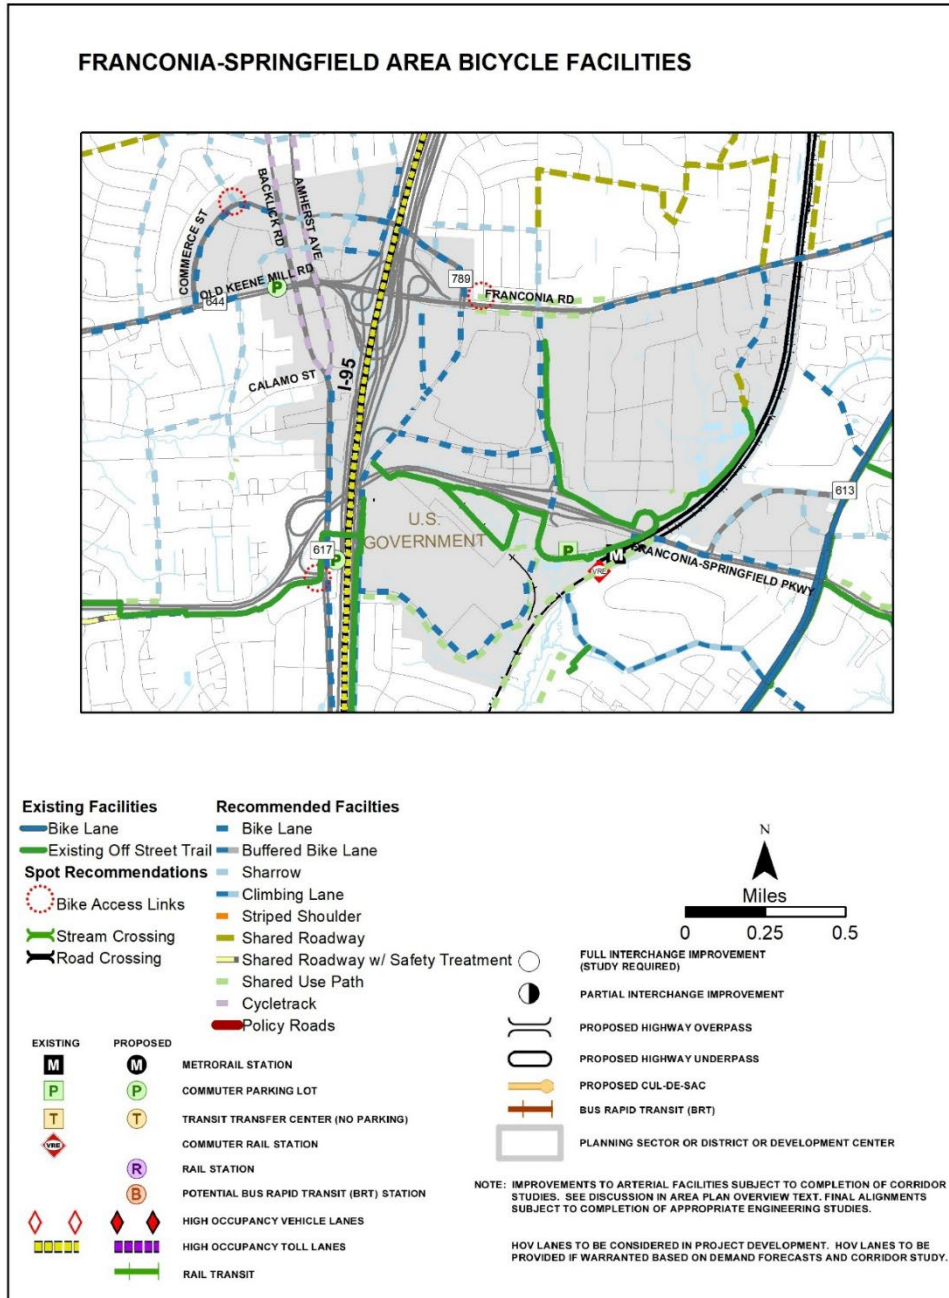 FRANCONIA-SPRINGFIELD AREA BICYCLE FACILITIES
COMMERCE ST
BACKLICK RD
AMHERST AVE
OLD KEENE MILL RD
644
P
789
FRANCONIA RD
CALAMO ST
I-95
613
U.S.
GOVERNMENT
617
P
P
M
VRE
FRANCONIA-SPRINGFIELD PKWY
Existing Facilities
Bike Lane
Existing Off Street Trail
Spot Recommendations
Bike Access Links
Stream Crossing
Road Crossing
Recommended Facilties
Bike Lane
Buffered Bike Lane
Sharrow
Climbing Lane
Striped Shoulder
Shared Roadway
Shared Roadway w/ Safety Treatment
Shared Use Path
Cycletrack
Policy Roads
N
Miles
0 0.25 0.5
EXISTING PROPOSED
M M METRORAIL STATION
P P COMMUTER PARKING LOT
T T TRANSIT TRANSFER CENTER (NO PARKING)
VRE COMMUTER RAIL STATION
R RAIL STATION
B POTENTIAL BUS RAPID TRANSIT (BRT) STATION
HIGH OCCUPANCY VEHICLE LANES
HIGH OCCUPANCY TOLL LANES
RAIL TRANSIT
FULL INTERCHANGE IMPROVEMENT
(STUDY REQUIRED)
PARTIAL INTERCHANGE IMPROVEMENT
PROPOSED HIGHWAY OVERPASS
PROPOSED HIGHWAY UNDERPASS
PROPOSED CUL-DE-SAC
BUS RAPID TRANSIT (BRT)
PLANNING SECTOR OR DISTRICT OR DEVELOPMENT CENTER
NOTE: IMPROVEMENTS TO ARTERIAL FACILITIES SUBJECT TO COMPLETION OF CORRIDOR
STUDIES. SEE DISCUSSION IN AREA PLAN OVERVIEW TEXT. FINAL ALIGNMENTS
SUBJECT TO COMPLETION OF APPROPRIATE ENGINEERING STUDIES.
HOV LANES TO BE CONSIDERED IN PROJECT DEVELOPMENT. HOV LANES TO BE
PROVIDED IF WARRANTED BASED ON DEMAND FORECASTS AND CORRIDOR STUDY.